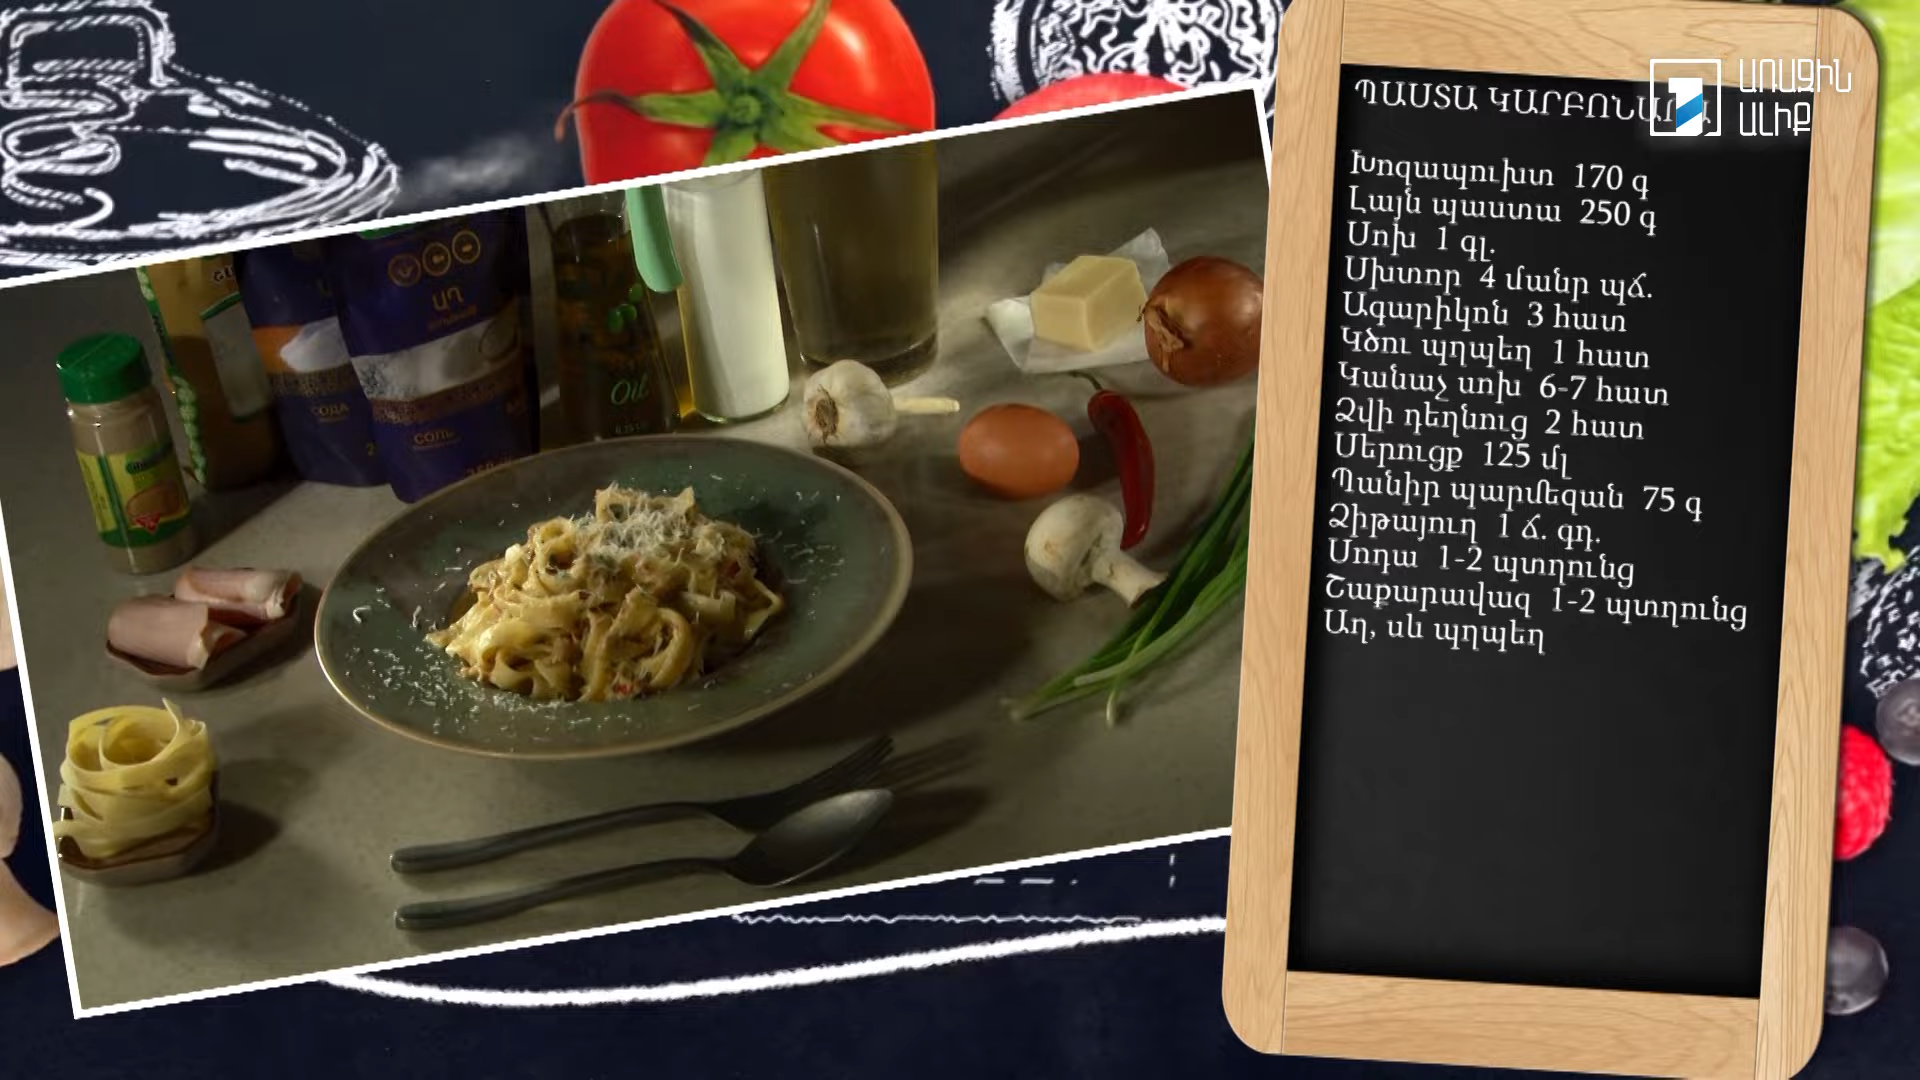 ՊԱՍՏԱ ԿԱՐԲՈՆԱՐԱ
Խոզապուխտ 170 գ
Լայն պաստա 250 գ
Սոխ 1 գլ.
Սխտոր 4 մանր պճ.
Ագարիկոն 3 հատ
Կծու պղպեղ 1 հատ
Կանաչ սոխ 6-7 հատ
Ձվի դեղնուց 2 հատ
Սերուցք 125 մլ
Պանիր պարմեզան 75 գ
Ձիթայուղ 1 ճ. գդ.
Սոդա 1-2 պտղունց
Շաքարավազ 1-2 պտղունց
Աղ, սև պղպեղ
ԱՌԱՋԻՆ
ԱԼԻՔ
ԱՂ
СОДА
СОЛЬ
Oil